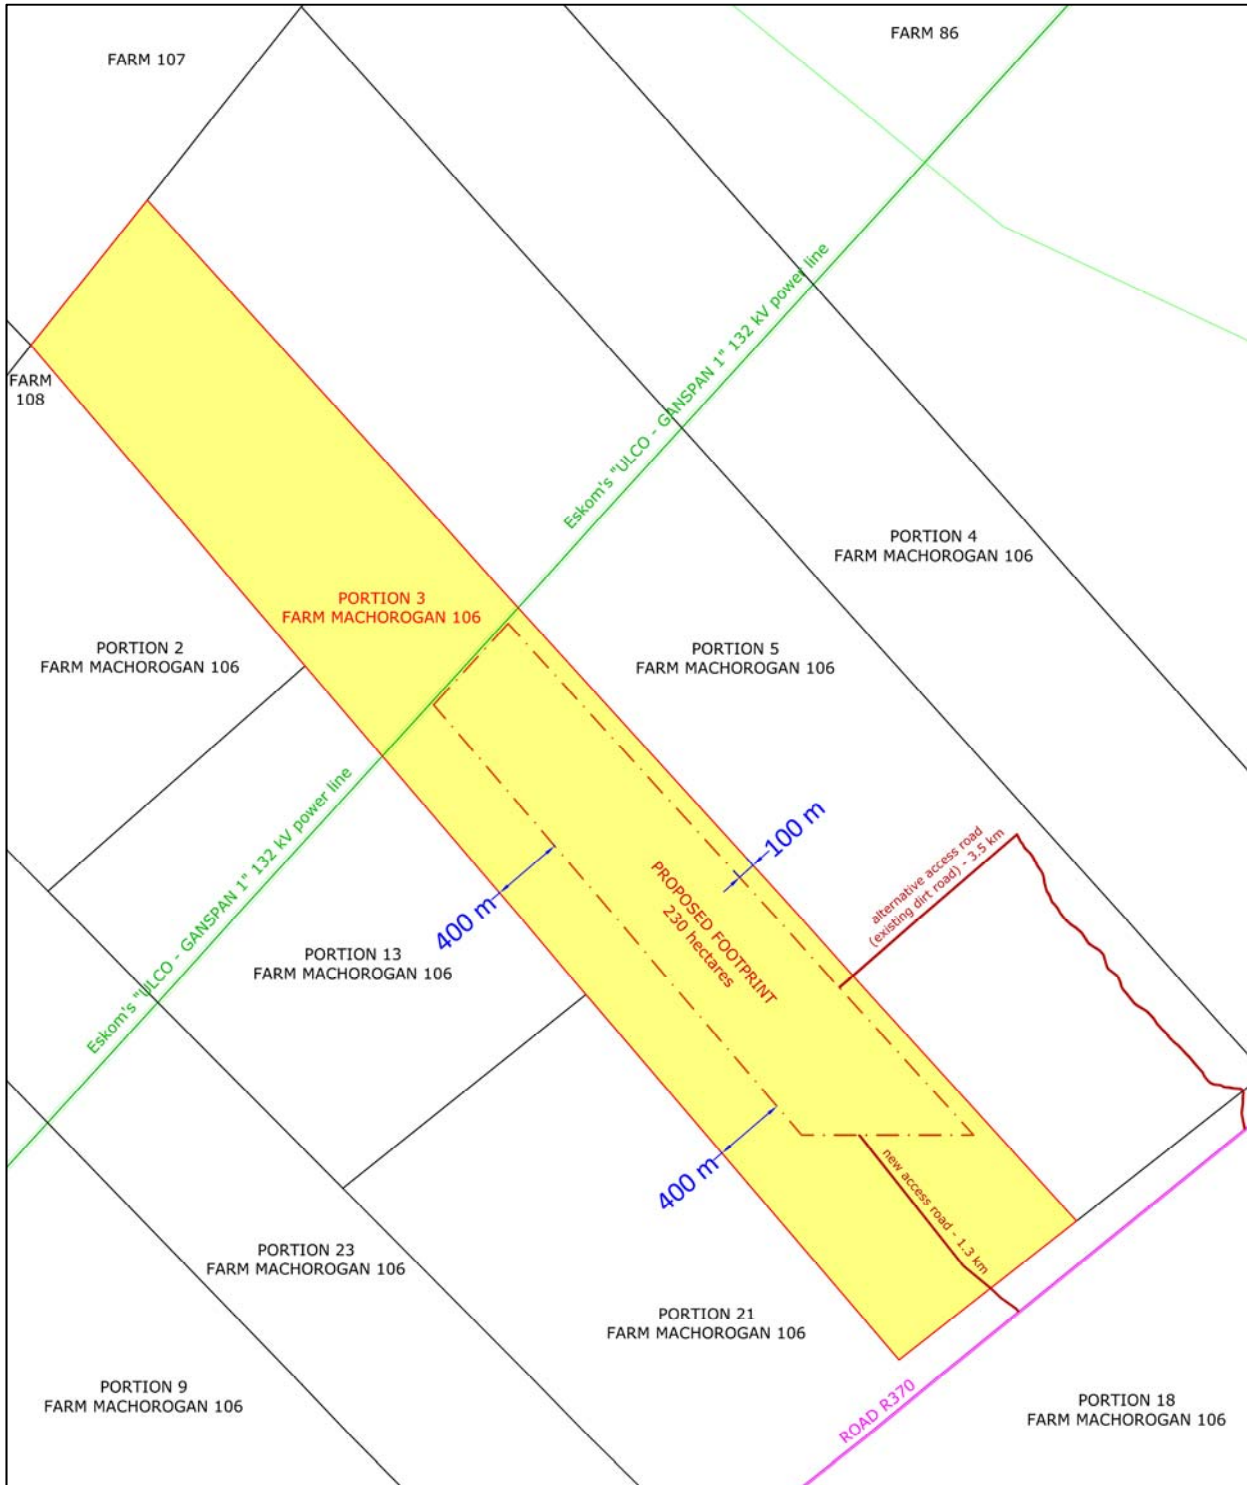 FARM 86
FARM 107
Eskom's "ULCO - GANSPAN 1" 132 kV power line
FARM
108
PORTION 4
FARM MACHOROGAN 106
PORTION 3
FARM MACHOROGAN 106
PORTION 2
FARM MACHOROGAN 106
PORTION 5
FARM MACHOROGAN 106
Eskom's "ULCO - GANSPAN 1" 132 kV power line
100 m
alternative access road
(existing dirt road) - 3.5 km
PROPOSED FOOTPRINT
230 hectares
400 m
PORTION 13
FARM MACHOROGAN 106
400 m
new access road - 1.3 km
PORTION 23
FARM MACHOROGAN 106
PORTION 21
FARM MACHOROGAN 106
PORTION 9
FARM MACHOROGAN 106
ROAD R370
PORTION 18
FARM MACHOROGAN 106